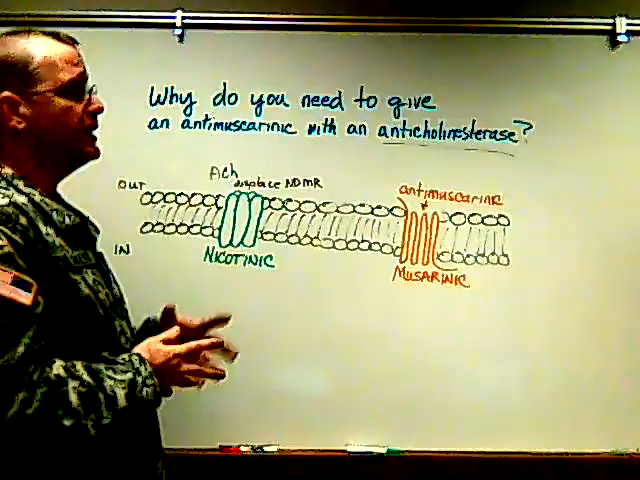 Why do you need to give
an antimuscarinic with an anticholinesterase?
Ach
displace NDMR
antimuscarinic
OUT
IN
NICOTINIC
MUSARINIC